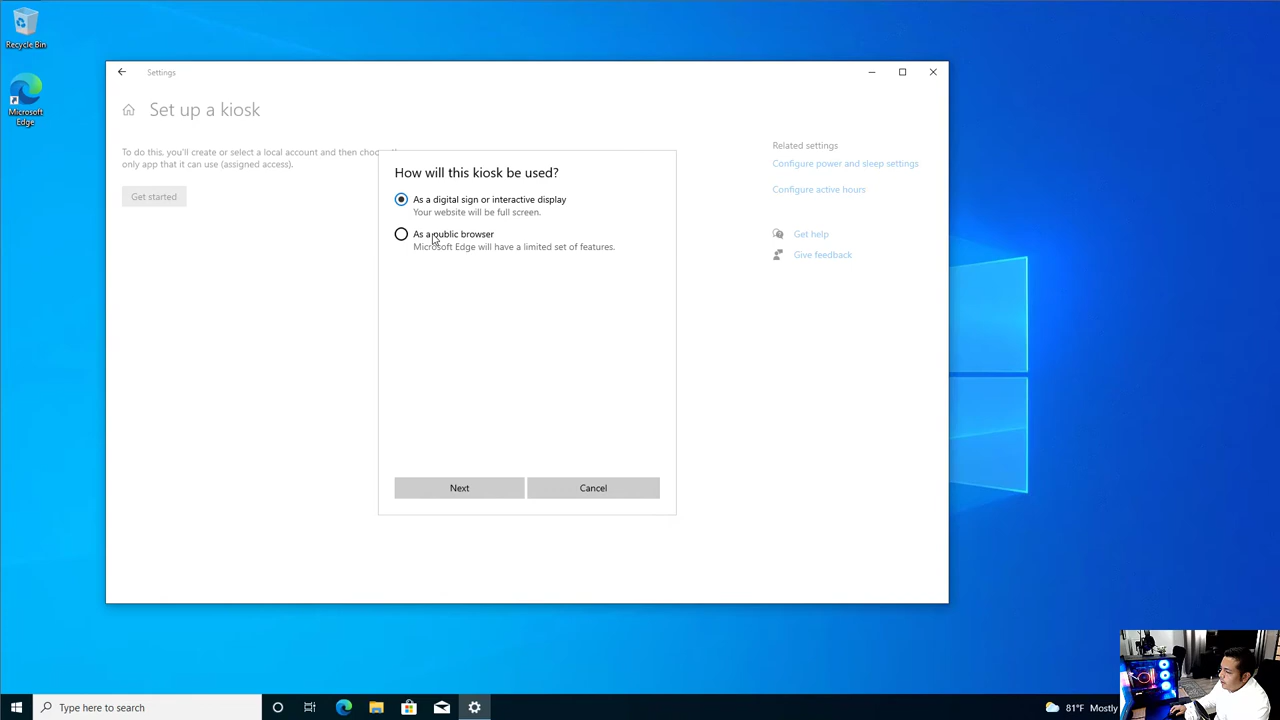 Recycle Bin
Microsoft
Edge
Settings
Set up a kiosk
To do this, you'll create or select a local account and then choo
only app that it can use (assigned access).
Get started
How will this kiosk be used?
As a digital sign or interactive display
Your website will be full screen.
As a public browser
Microsoft Edge will have a limited set of features.
Next
Cancel
Related settings
Configure power and sleep settings
Configure active hours
Get help
Give feedback
Type here to search
81°F Mostly